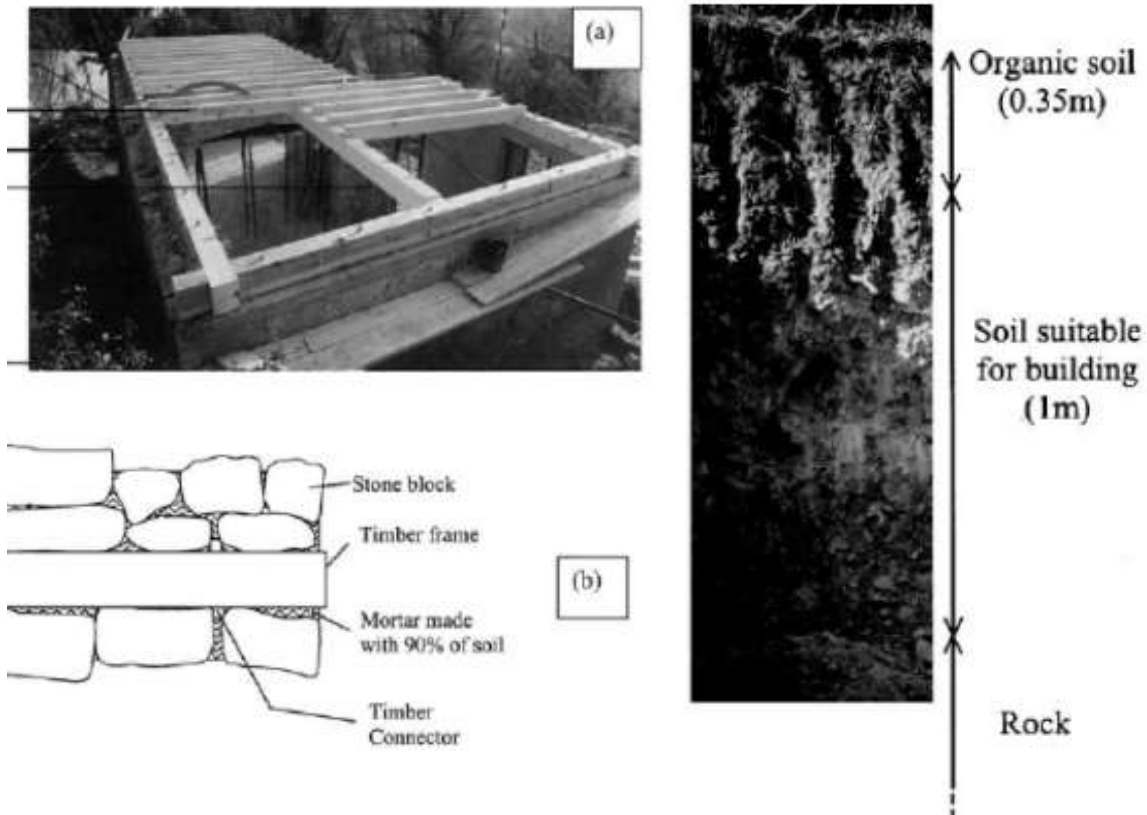 (a)
Stone block
Timber frame
(b)
Mortar made
with 90% of soil
Timber
Connector
Organic soil
(0.35m)
Soil suitable
for building
(1m)
Rock